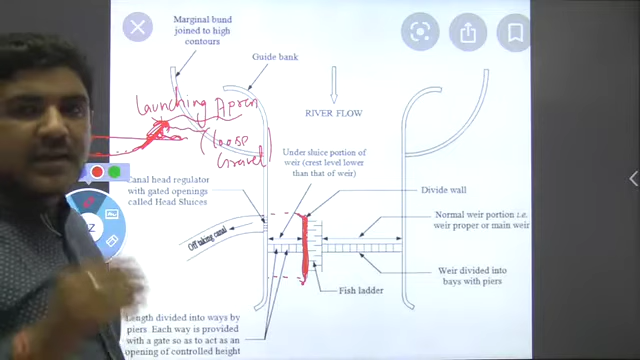 Marginal bund
joined to high
contours
Guide bank
RIVER FLOW
Launching Apron
(loose
Gravel)
Under sluice portion of
weir (crest level lower
than that of weir)
Canal head regulator
with gated openings
called Head Sluices
Off taking canal
Divide wall
Normal weir portion i.e.
weir proper or main weir
Weir divided into
bays with piers
Fish ladder
Length divided into ways by
piers. Each way is provided
with a gate so as to act as an
opening of controlled height